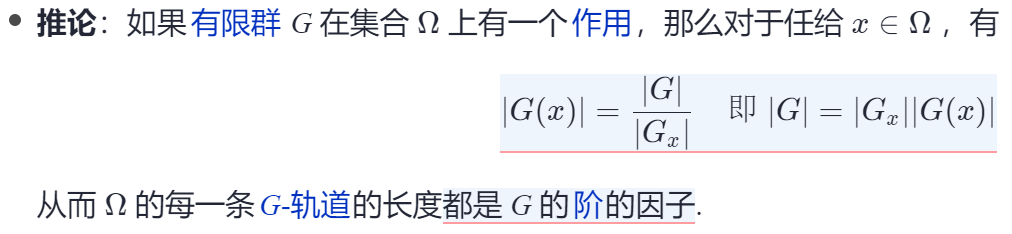 • 推论：如果有限群 G 在集合 Ω 上有一个作用，那么对于任给 x ∈ Ω ，有
|G(x)| = |G| / |G_x| 即 |G| = |G_x||G(x)|
从而 Ω 的每一条 G-轨道的长度都是 G 的阶的因子.